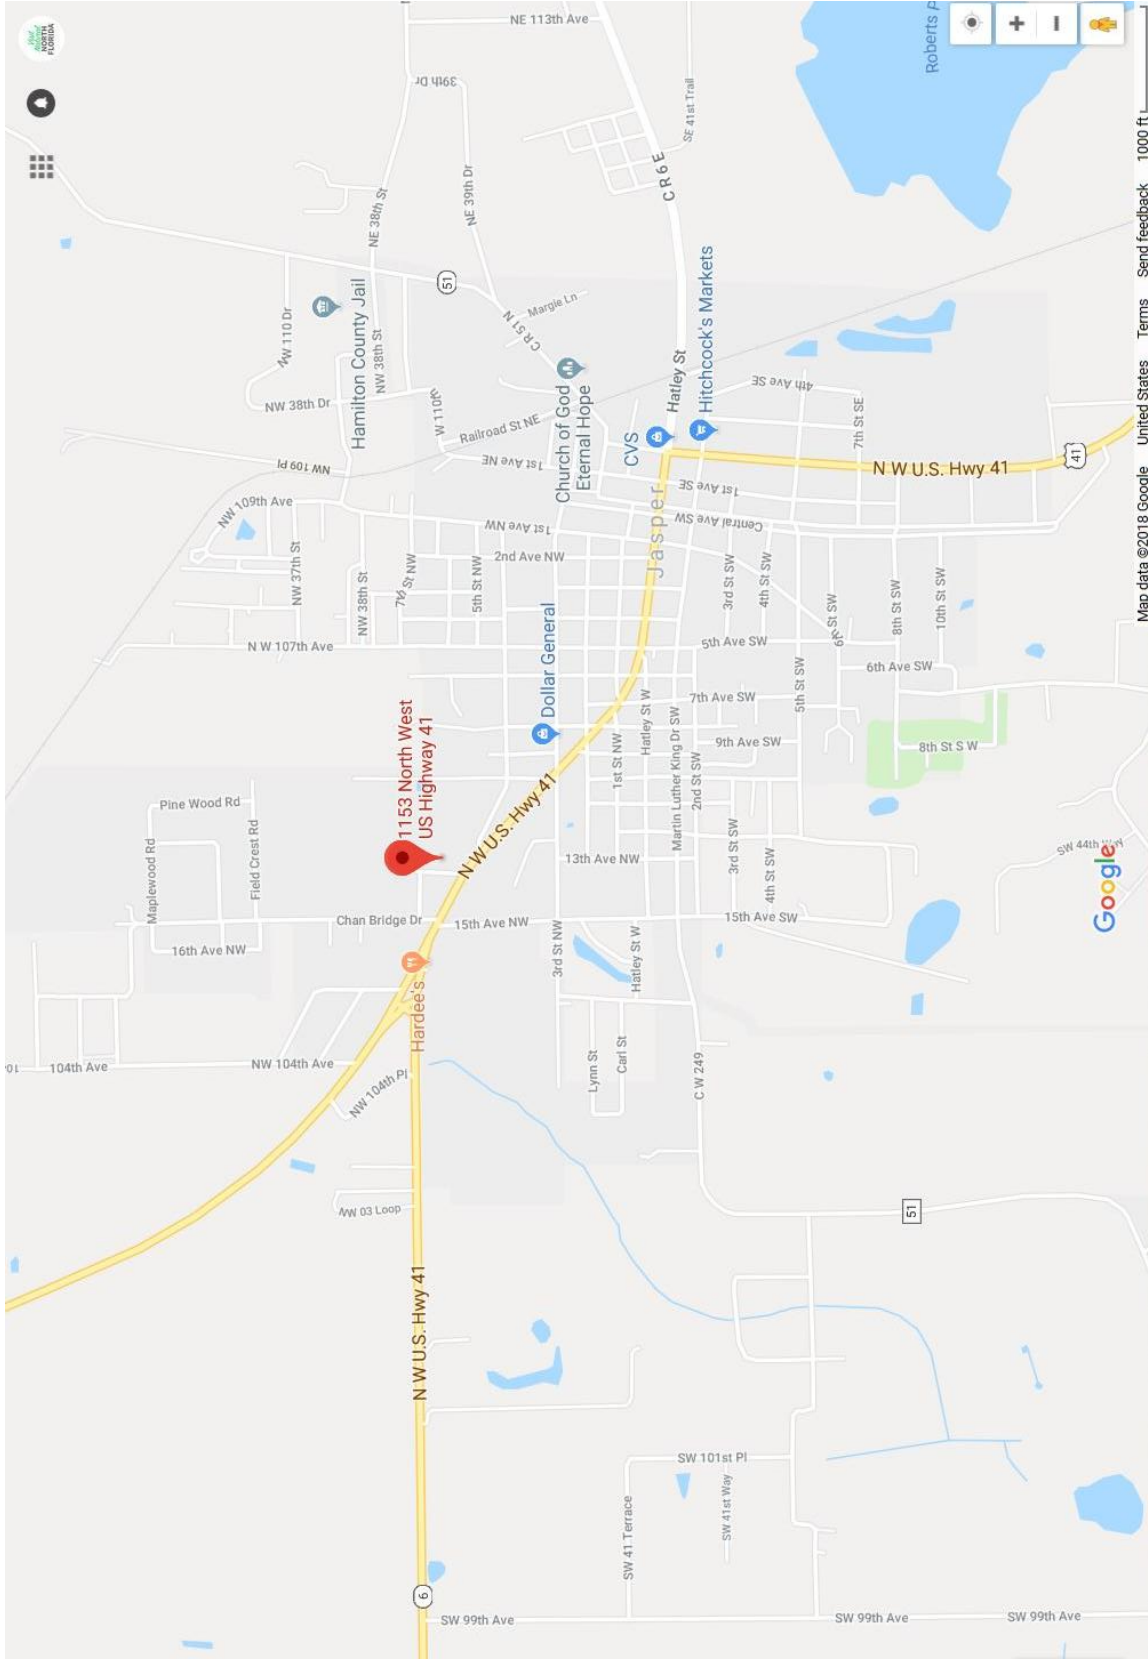 Visit
Natural
NORTH
FLORIDA
NE 113th Ave
39th Dr
SE 41st Trail
Roberts P
NE 39th Dr
NE 38th St
C R 6 E
51
Hamilton County Jail
NW 110 Dr
NW 38th St
NW 38th Dr
Margie Ln
CR 51 N
W 110th
Railroad St NE
Church of God
Eternal Hope
Hatley St
Hitchcock's Markets
CVS
4th Ave SE
7th St SE
N W U.S. Hwy 41
41
NW 109 Pl
NW 109th Ave
1st Ave NE
1st Ave SE
1st Ave NW
Central Ave SW
Jasper
2nd Ave NW
NW 37th St
NW 38th St
7½ St NW
5th St NW
3rd St SW
4th St SW
6th St SW
8th St SW
10th St SW
N W 107th Ave
Dollar General
5th Ave SW
6th Ave SW
7th Ave SW
5th St SW
9th Ave SW
8th St S W
1153 North West
US Highway 41
Hatley St W
1st St NW
Martin Luther King Dr SW
2nd St SW
N W U.S. Hwy 41
Pine Wood Rd
Maplewood Rd
Field Crest Rd
13th Ave NW
3rd St SW
4th St SW
SW 44th Way
Chan Bridge Dr
15th Ave NW
15th Ave SW
16th Ave NW
Hardee's
3rd St NW
Hatley St W
104th Ave
NW 104th Ave
NW 104th Pl
Lynn St
Carl St
C W 249
NW 03 Loop
51
N W U.S. Hwy 41
SW 101st Pl
SW 41 Terrace
SW 41st Way
6
SW 99th Ave
SW 99th Ave
SW 99th Ave
Google
Map data ©2018 Google United States Terms Send feedback 1000 ft